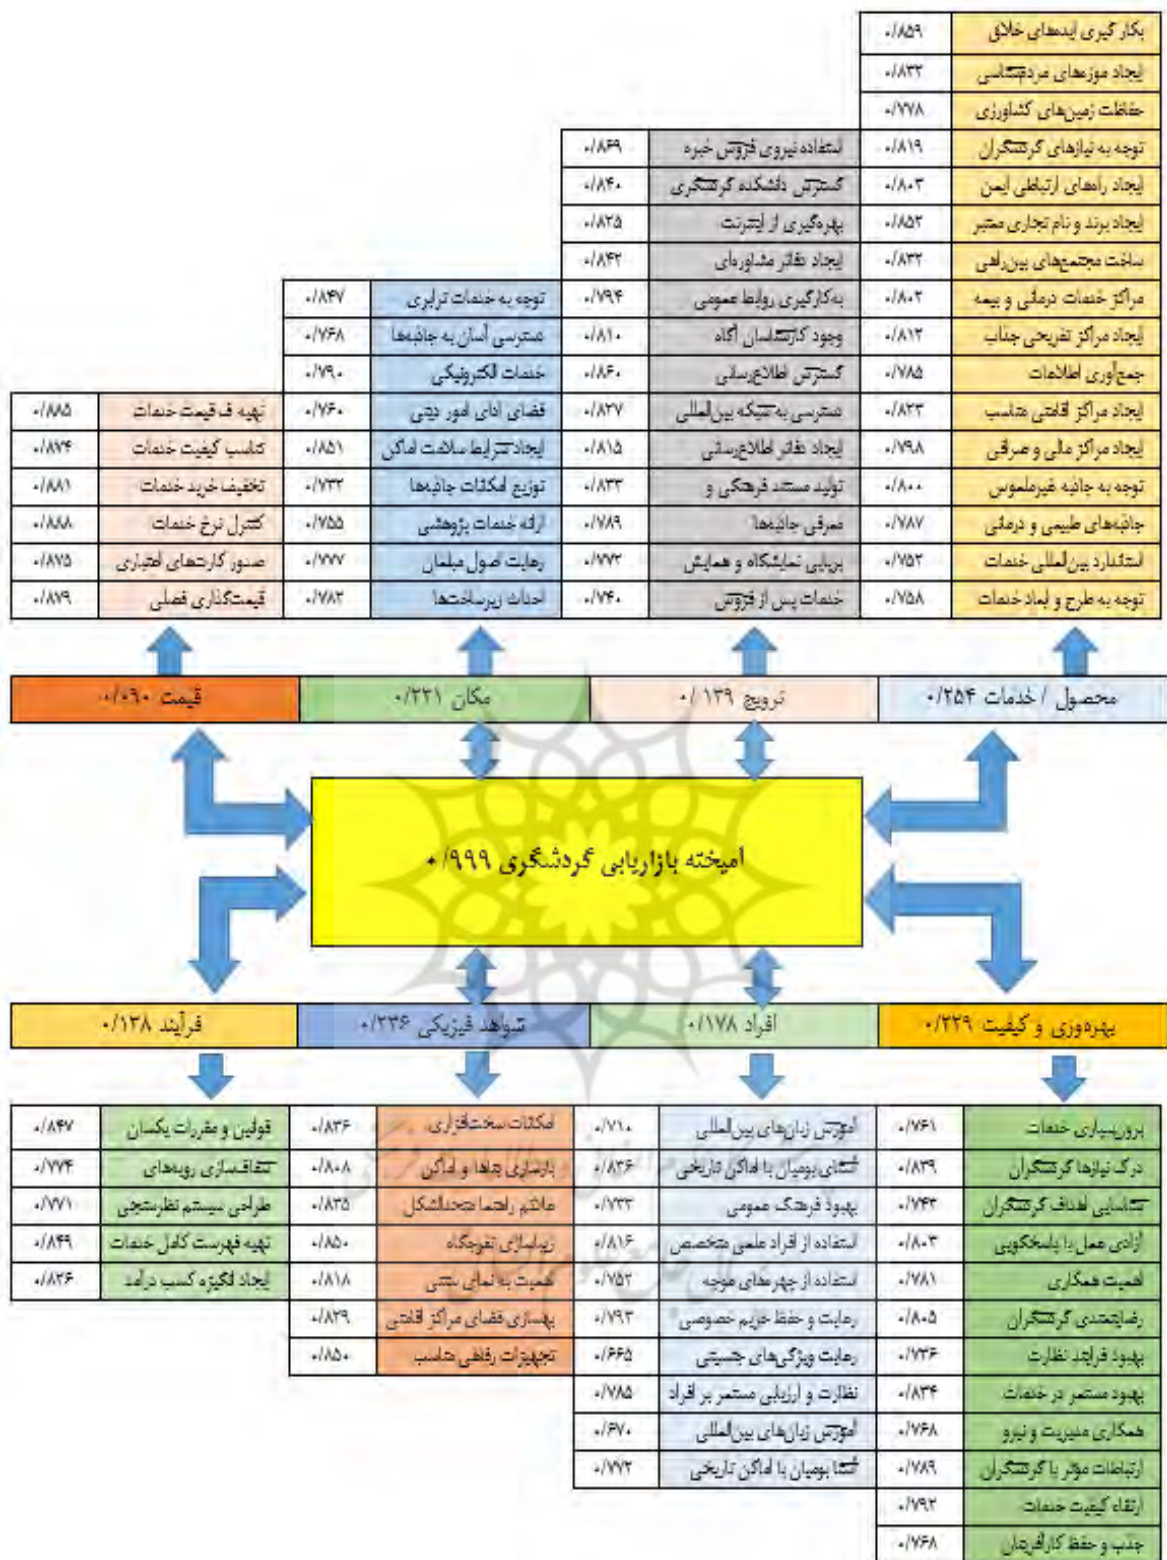 بکارگیری ایده‌های خلاق ۰/۸۵۹
ایجاد موزه‌های مردم‌شناسی ۰/۸۳۲
حفاظت زمین‌های کشاورزی ۰/۷۷۸
توجه به نیازهای گردشگران ۰/۸۱۹
ایجاد راه‌های ارتباطی ایمن ۰/۸۰۳
ایجاد برند و نام تجاری معتبر ۰/۸۵۲
ساخت مجتمع‌های بین‌راهی ۰/۸۳۲
مراکز خدمات درمانی و بیمه ۰/۸۰۲
ایجاد مراکز تفریحی جذاب ۰/۸۱۲
جمع‌آوری اطلاعات ۰/۷۸۵
ایجاد مراکز اقامتی مناسب ۰/۸۲۳
ایجاد مراکز مالی و صرافی ۰/۷۹۸
توجه به جاذبه غیرملموس ۰/۸۰۰
جاذبه‌های طبیعی و درمانی ۰/۷۸۷
استاندارد بین‌المللی خدمات ۰/۷۵۲
توجه به طرح و ابعاد خدمات ۰/۷۵۸
استفاده نیروی فروش خبره ۰/۸۶۹
گسترش دانشکده گردشگری ۰/۸۴۰
بهره‌گیری از اینترنت ۰/۸۲۵
ایجاد دفاتر مشاوره‌ای ۰/۸۴۲
به‌کارگیری روابط عمومی ۰/۷۹۴
وجود کارشناسان آگاه ۰/۸۱۰
گسترش اطلاع‌رسانی ۰/۸۶۰
دسترسی به شبکه بین‌المللی ۰/۸۲۷
ایجاد دفاتر اطلاع‌رسانی ۰/۸۱۵
تولید مستند فرهنگی و ۰/۸۳۳
معرفی جاذبه‌ها ۰/۷۸۹
برپایی نمایشگاه و همایش ۰/۷۷۲
خدمات پس از فروش ۰/۷۴۰
توجه به خدمات ترابری ۰/۸۴۷
دسترسی آسان به جاذبه‌ها ۰/۷۶۸
خدمات الکترونیکی ۰/۷۹۰
فضای ادای امور دینی ۰/۷۶۰
ایجاد شرایط سلامت اماکن ۰/۸۵۱
توزیع امکانات جاذبه‌ها ۰/۷۳۲
ارائه خدمات پژوهشی ۰/۷۵۵
رعایت اصول مبلمان ۰/۷۷۷
احداث زیرساخت‌ها ۰/۷۸۲
تهیه ف قیمت خدمات ۰/۸۸۵
تناسب کیفیت خدمات ۰/۸۷۴
تخفیف خرید خدمات ۰/۸۸۱
کنترل نرخ خدمات ۰/۸۸۸
صدور کارت‌های اعتباری ۰/۸۷۵
قیمت‌گذاری فصلی ۰/۸۷۹
محصول / خدمات ۰/۲۵۴
ترویج ۰/۱۳۹
مکان ۰/۲۲۱
قیمت ۰/۰۹۰
آمیخته بازاریابی گردشگری ۰/۹۹۹
بهره‌وری و کیفیت ۰/۲۲۹
افراد ۰/۱۷۸
شواهد فیزیکی ۰/۲۳۶
فرآیند ۰/۱۳۸
برون‌سپاری خدمات ۰/۷۶۱
درک نیازها گردشگران ۰/۸۳۹
شناسایی اهداف گردشگران ۰/۷۴۳
آزادی عمل با پاسخگویی ۰/۸۰۳
اهمیت همکاری ۰/۷۸۱
رضایتمندی گردشگران ۰/۸۰۵
بهبود فرایند نظارت ۰/۷۳۶
بهبود مستمر در خدمات ۰/۸۳۴
همکاری مدیریت و نیرو ۰/۷۶۸
ارتباطات مؤثر با گردشگران ۰/۷۸۹
ارتقاء کیفیت خدمات ۰/۷۹۲
جذب و حفظ کارآفرینان ۰/۷۶۸
آموزش زبان‌های بین‌المللی ۰/۷۱۰
آشنای بومیان با اماکن تاریخی ۰/۸۳۶
بهبود فرهنگ عمومی ۰/۷۳۳
استفاده از افراد علمی متخصص ۰/۸۱۶
استفاده از چهره‌های موجه ۰/۷۵۲
رعایت و حفظ حریم خصوصی ۰/۷۹۳
رعایت ویژگی‌های جنسیتی ۰/۶۶۵
نظارت و ارزیابی مستمر بر افراد ۰/۷۸۵
آموزش زبان‌های بین‌المللی ۰/۶۷۰
آشنا بومیان با اماکن تاریخی ۰/۷۷۲
امکانات سخت‌افزاری ۰/۸۳۶
بازسازی بناها و اماکن ۰/۸۰۸
علائم راهنما متحدالشکل ۰/۸۳۵
زیباسازی تفرجگاه ۰/۸۵۰
اهمیت به نمای سنتی ۰/۸۱۸
بهسازی فضای مراکز اقامتی ۰/۸۲۹
تجهیزات رفاهی مناسب ۰/۸۵۰
قوانین و مقررات یکسان ۰/۸۴۷
شفاف‌سازی رویه‌های ۰/۷۷۴
طراحی سیستم نظرسنجی ۰/۷۷۱
تهیه فهرست کامل خدمات ۰/۸۴۹
ایجاد انگیزه کسب درآمد ۰/۸۲۶